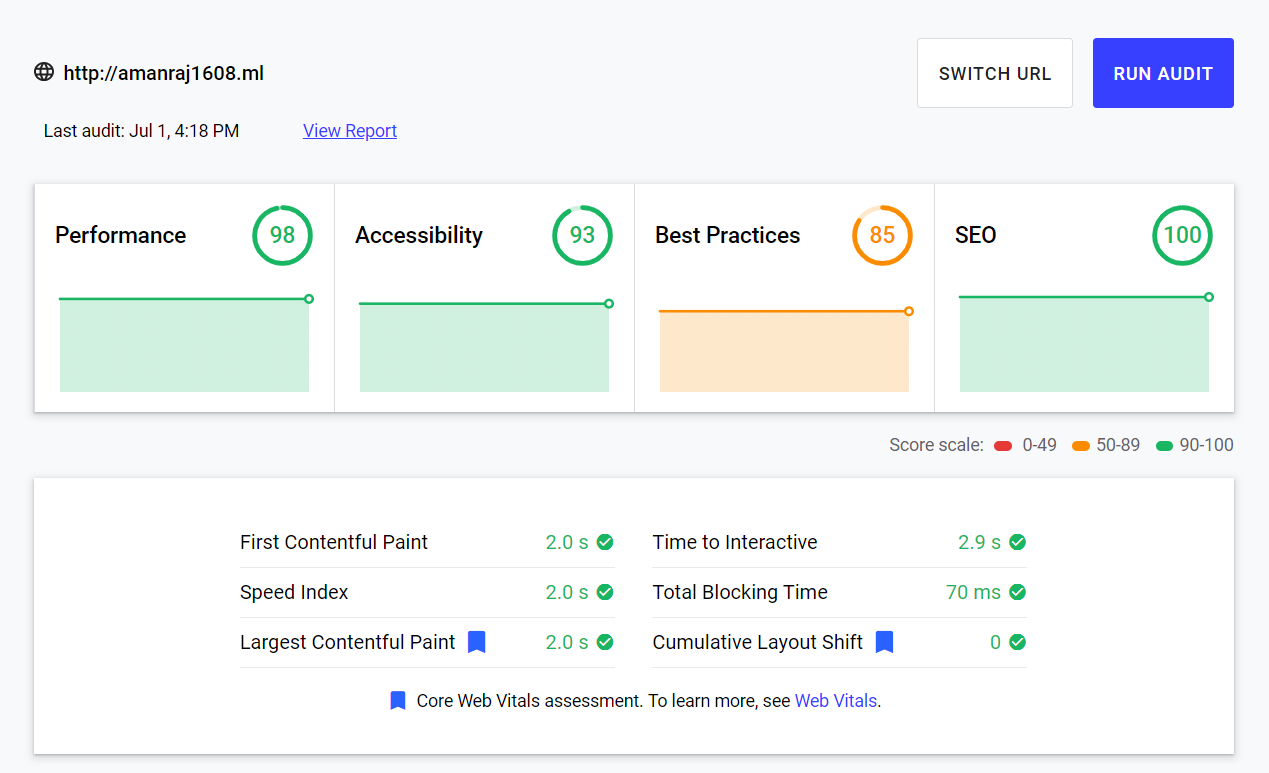 http://amanraj1608.ml
SWITCH URL
RUN AUDIT
Last audit: Jul 1, 4:18 PM
View Report
Performance
98
Accessibility
93
Best Practices
85
SEO
100
Score scale: 0-49 50-89 90-100
First Contentful Paint 2.0 s
Time to Interactive 2.9 s
Speed Index 2.0 s
Total Blocking Time 70 ms
Largest Contentful Paint 2.0 s
Cumulative Layout Shift 0
Core Web Vitals assessment. To learn more, see Web Vitals.